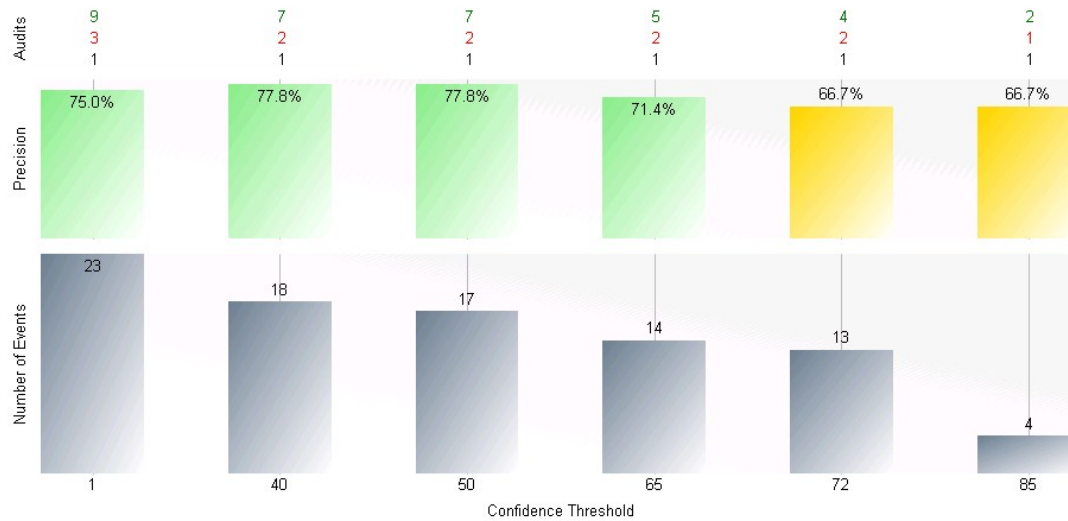 Audits
9 7 7 5 4 2
3 2 2 2 2 1
1 1 1 1 1 1
Precision
75.0% 77.8% 77.8% 71.4% 66.7% 66.7%
Number of Events
23 18 17 14 13 4
1 40 50 65 72 85
Confidence Threshold